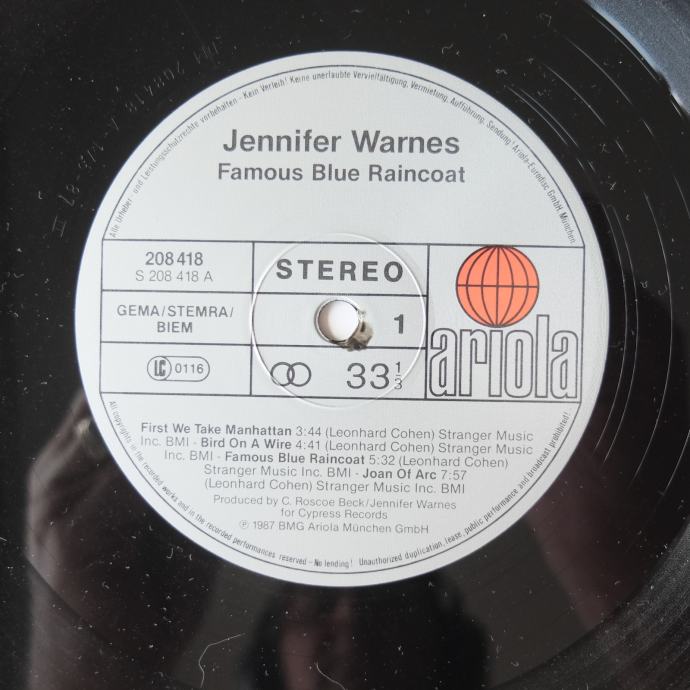 Alle Urheber- und Leistungsschutzrechte vorbehalten - Kein Verleih! Keine unerlaubte Vervielfältigung, Vermietung, Aufführung, Sendung! Ariola-Eurodisc GmbH München.
Jennifer Warnes
Famous Blue Raincoat
208 418
S 208 418 A
STEREO
GEMA/STEMRA/
BIEM
1
LC 0116
33 1/3
ariola
First We Take Manhattan 3:44 (Leonhard Cohen) Stranger Music
Inc. BMI - Bird On A Wire 4:41 (Leonhard Cohen) Stranger Music
Inc. BMI - Famous Blue Raincoat 5:32 (Leonhard Cohen)
Stranger Music Inc. BMI - Joan Of Arc 7:57
(Leonhard Cohen) Stranger Music Inc. BMI
Produced by C. Roscoe Beck/Jennifer Warnes
for Cypress Records
℗ 1987 BMG Ariola München GmbH
All copyrights in the recorded works and in the recorded performances reserved - No lending! Unauthorized duplication, lease, public performance and broadcast prohibited!